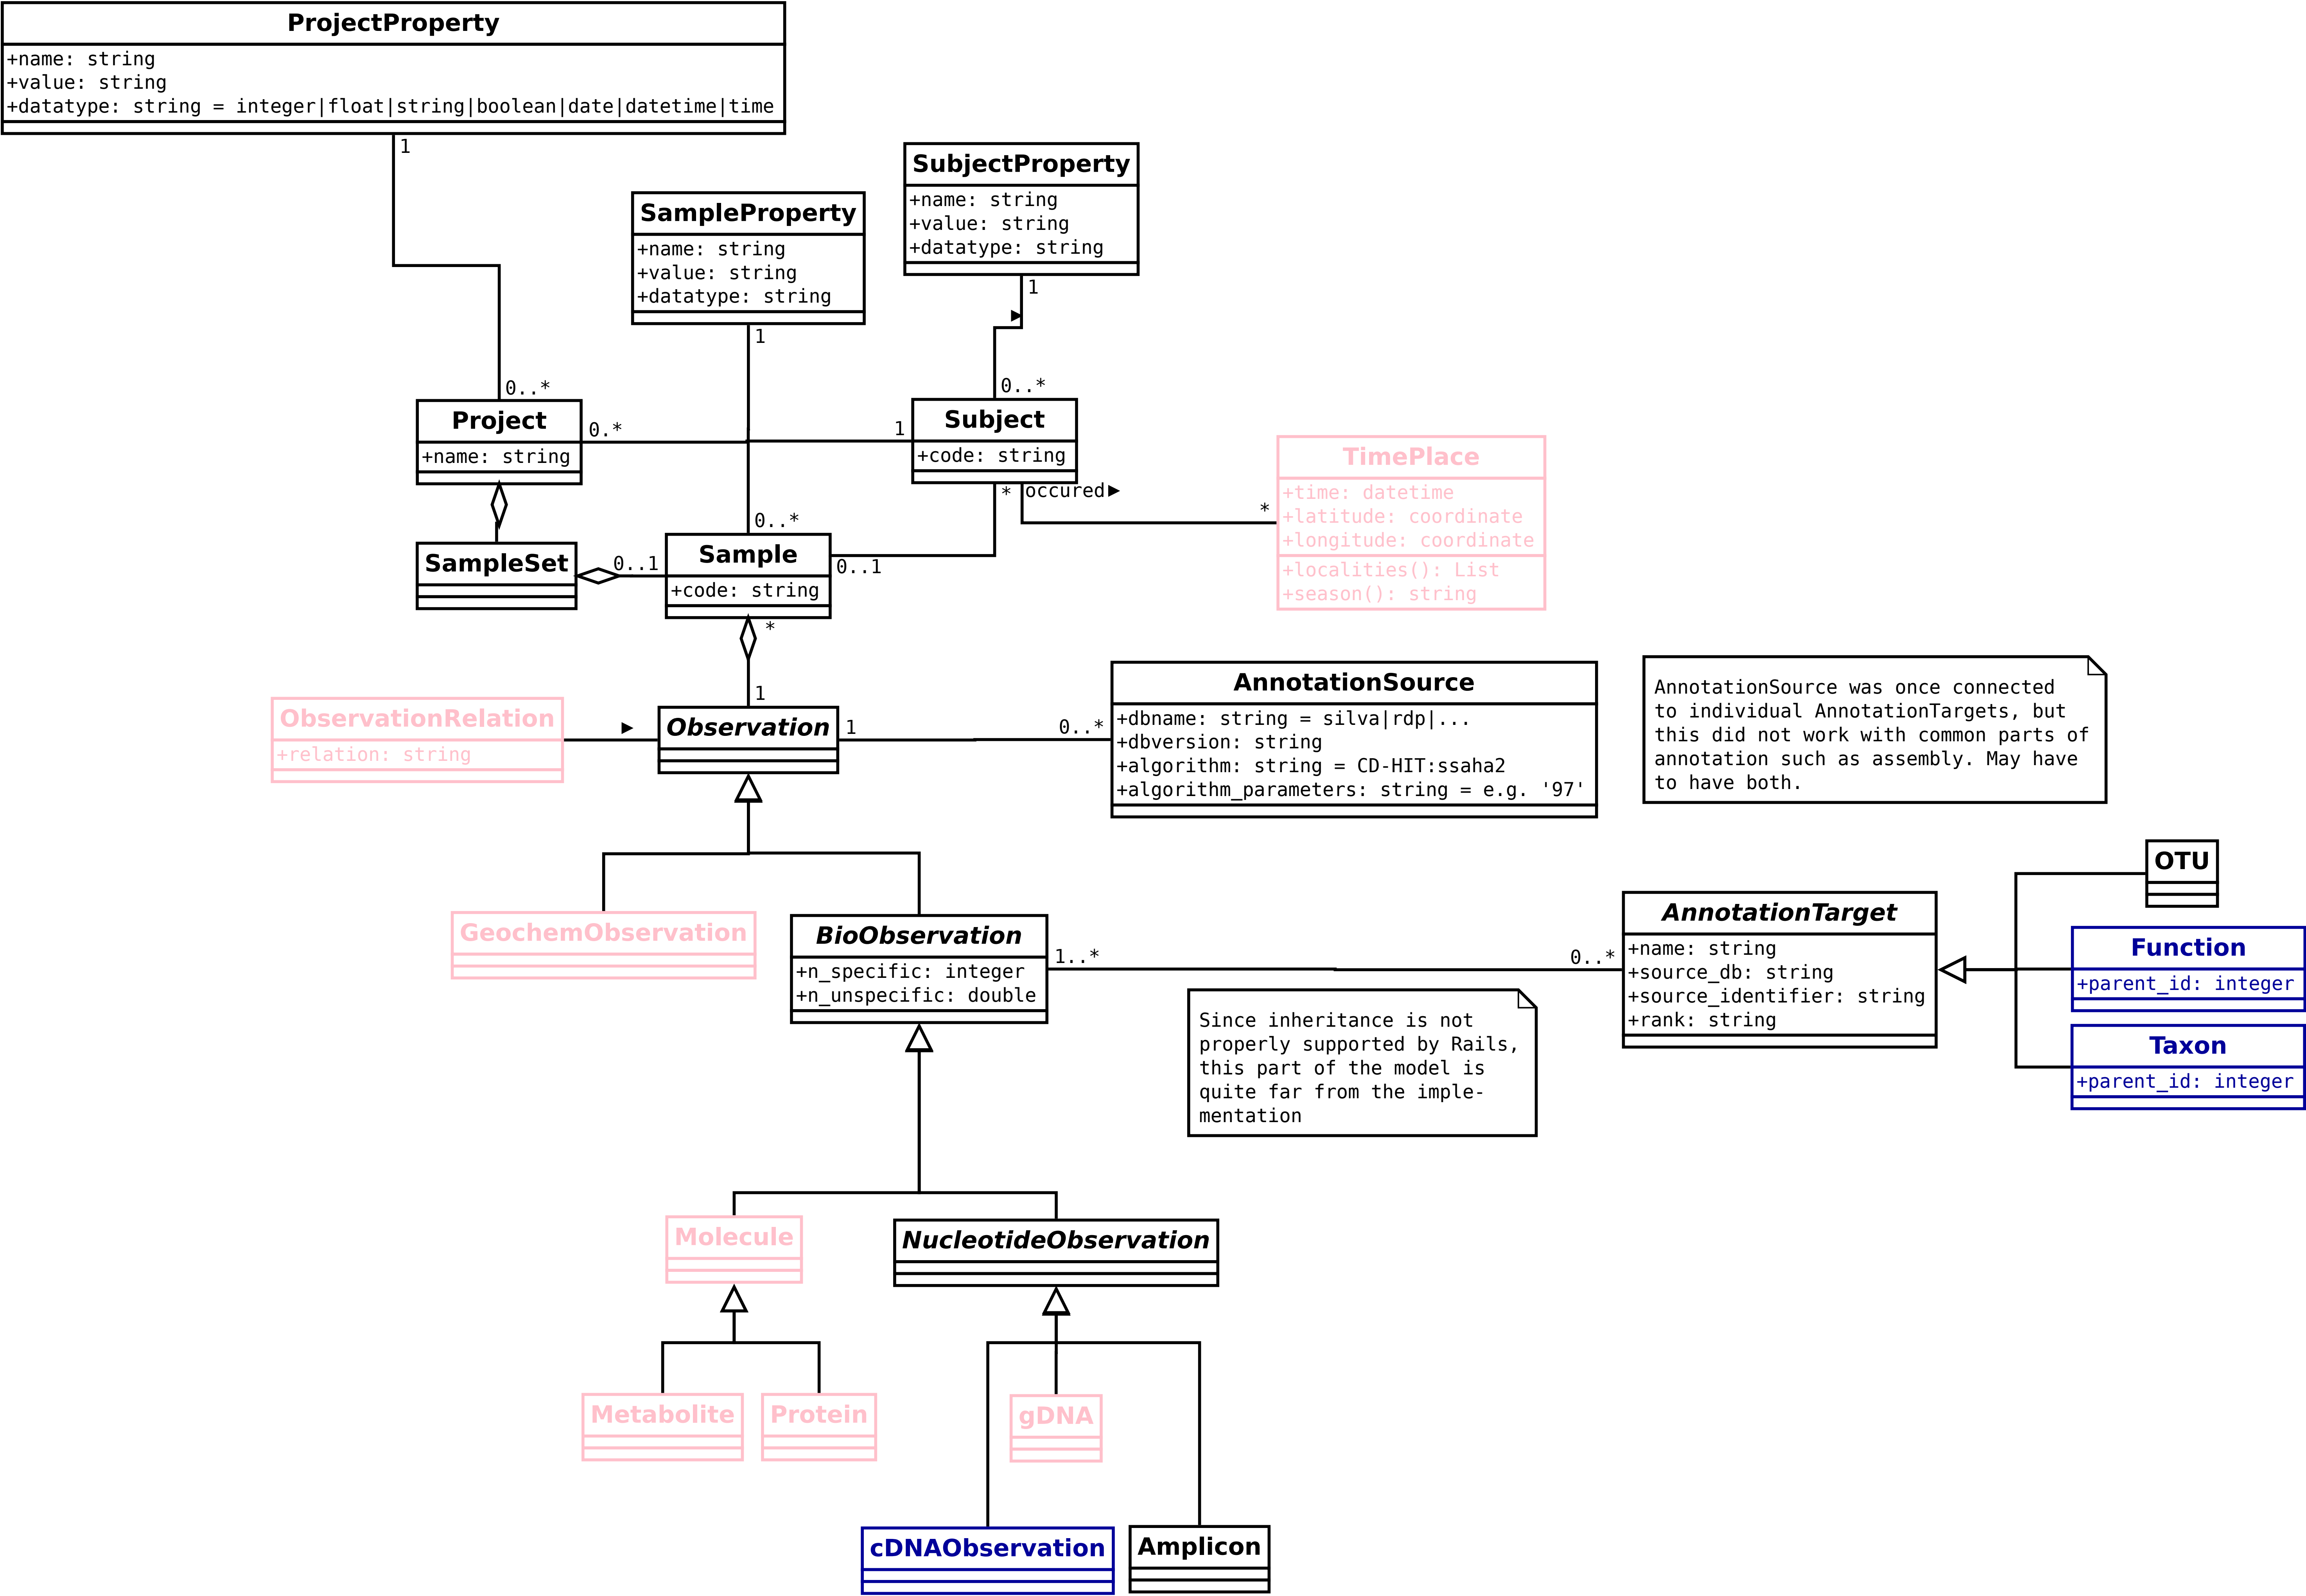 ProjectProperty
+name: string
+value: string
+datatype: string = integer|float|string|boolean|date|datetime|time
1
SubjectProperty
+name: string
+value: string
+datatype: string
1
SampleProperty
+name: string
+value: string
+datatype: string
1
0..*
Project
+name: string
0.*
1
0..*
Subject
+code: string
*
occured
*
TimePlace
+time: datetime
+latitude: coordinate
+longitude: coordinate
+localities(): List
+season(): string
SampleSet
0..1
0..*
Sample
+code: string
0..1
*
1
ObservationRelation
+relation: string
Observation
1
0..*
AnnotationSource
+dbname: string = silva|rdp|...
+dbversion: string
+algorithm: string = CD-HIT:ssaha2
+algorithm_parameters: string = e.g. '97'
AnnotationSource was once connected
to individual AnnotationTargets, but
this did not work with common parts of
annotation such as assembly. May have
to have both.
GeochemObservation
BioObservation
+n_specific: integer
+n_unspecific: double
1..*
0..*
AnnotationTarget
+name: string
+source_db: string
+source_identifier: string
+rank: string
OTU
Function
+parent_id: integer
Taxon
+parent_id: integer
Since inheritance is not
properly supported by Rails,
this part of the model is
quite far from the imple-
mentation
Molecule
NucleotideObservation
Metabolite
Protein
gDNA
cDNAObservation
Amplicon